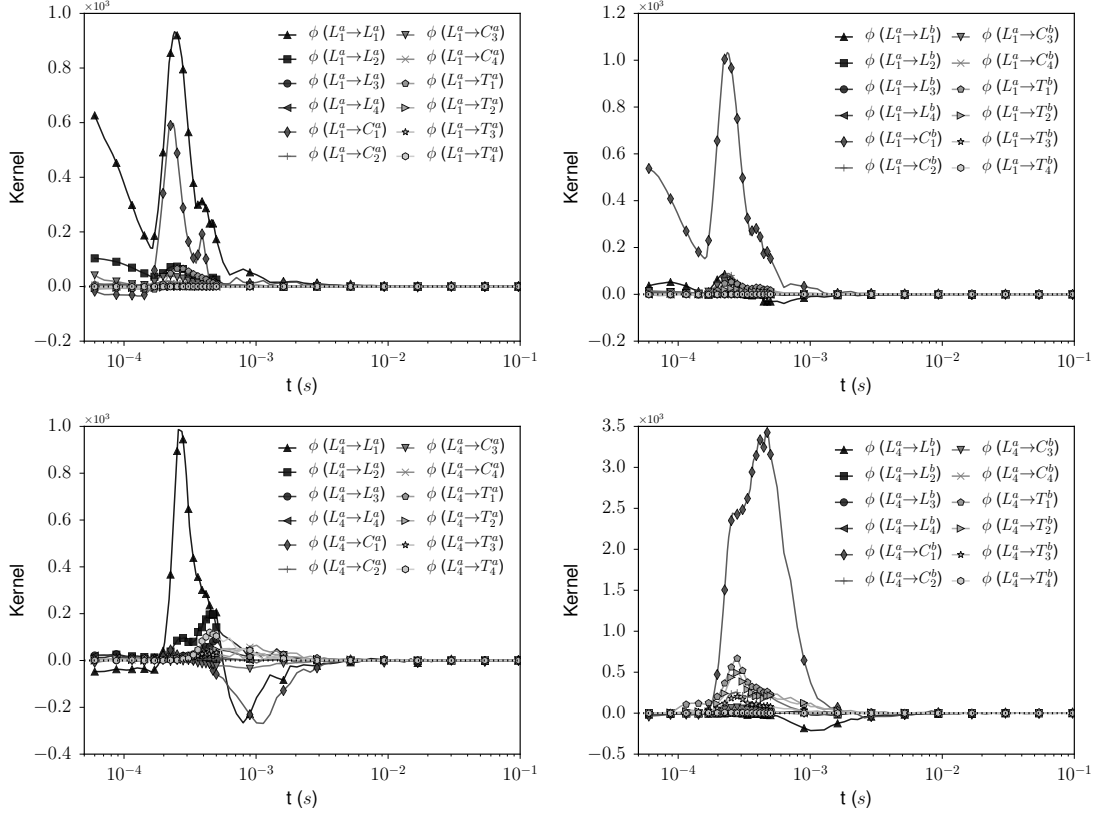 ×10³
1.0
0.8
0.6
0.4
0.2
0.0
−0.2
Kernel
10⁻⁴ 10⁻³ 10⁻² 10⁻¹
t (s)
ϕ (L₁ᵃ→L₁ᵃ) ϕ (L₁ᵃ→C₃ᵃ)
ϕ (L₁ᵃ→L₂ᵃ) ϕ (L₁ᵃ→C₄ᵃ)
ϕ (L₁ᵃ→L₃ᵃ) ϕ (L₁ᵃ→T₁ᵃ)
ϕ (L₁ᵃ→L₄ᵃ) ϕ (L₁ᵃ→T₂ᵃ)
ϕ (L₁ᵃ→C₁ᵃ) ϕ (L₁ᵃ→T₃ᵃ)
ϕ (L₁ᵃ→C₂ᵃ) ϕ (L₁ᵃ→T₄ᵃ)
×10³
1.2
1.0
0.8
0.6
0.4
0.2
0.0
−0.2
Kernel
10⁻⁴ 10⁻³ 10⁻² 10⁻¹
t (s)
ϕ (L₁ᵃ→L₁ᵇ) ϕ (L₁ᵃ→C₃ᵇ)
ϕ (L₁ᵃ→L₂ᵇ) ϕ (L₁ᵃ→C₄ᵇ)
ϕ (L₁ᵃ→L₃ᵇ) ϕ (L₁ᵃ→T₁ᵇ)
ϕ (L₁ᵃ→L₄ᵇ) ϕ (L₁ᵃ→T₂ᵇ)
ϕ (L₁ᵃ→C₁ᵇ) ϕ (L₁ᵃ→T₃ᵇ)
ϕ (L₁ᵃ→C₂ᵇ) ϕ (L₁ᵃ→T₄ᵇ)
×10³
1.0
0.8
0.6
0.4
0.2
0.0
−0.2
−0.4
Kernel
10⁻⁴ 10⁻³ 10⁻² 10⁻¹
t (s)
ϕ (L₄ᵃ→L₁ᵃ) ϕ (L₄ᵃ→C₃ᵃ)
ϕ (L₄ᵃ→L₂ᵃ) ϕ (L₄ᵃ→C₄ᵃ)
ϕ (L₄ᵃ→L₃ᵃ) ϕ (L₄ᵃ→T₁ᵃ)
ϕ (L₄ᵃ→L₄ᵃ) ϕ (L₄ᵃ→T₂ᵃ)
ϕ (L₄ᵃ→C₁ᵃ) ϕ (L₄ᵃ→T₃ᵃ)
ϕ (L₄ᵃ→C₂ᵃ) ϕ (L₄ᵃ→T₄ᵃ)
×10³
3.5
3.0
2.5
2.0
1.5
1.0
0.5
0.0
−0.5
Kernel
10⁻⁴ 10⁻³ 10⁻² 10⁻¹
t (s)
ϕ (L₄ᵃ→L₁ᵇ) ϕ (L₄ᵃ→C₃ᵇ)
ϕ (L₄ᵃ→L₂ᵇ) ϕ (L₄ᵃ→C₄ᵇ)
ϕ (L₄ᵃ→L₃ᵇ) ϕ (L₄ᵃ→T₁ᵇ)
ϕ (L₄ᵃ→L₄ᵇ) ϕ (L₄ᵃ→T₂ᵇ)
ϕ (L₄ᵃ→C₁ᵇ) ϕ (L₄ᵃ→T₃ᵇ)
ϕ (L₄ᵃ→C₂ᵇ) ϕ (L₄ᵃ→T₄ᵇ)